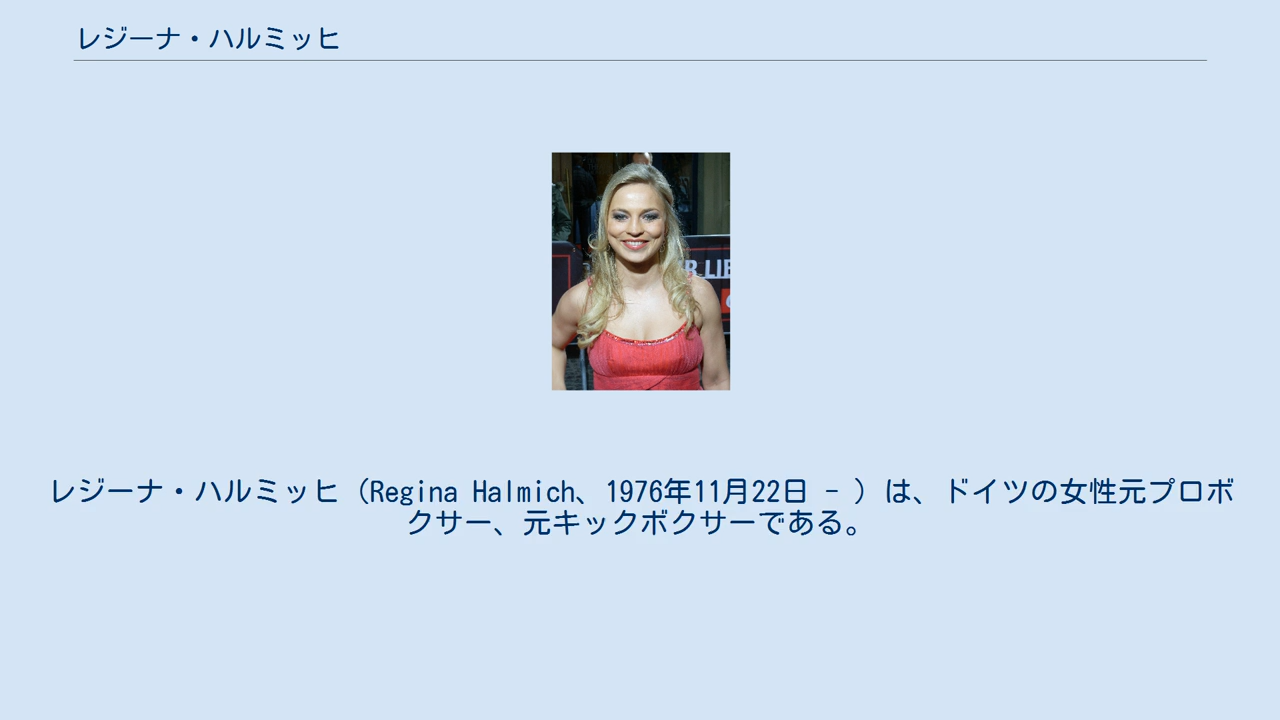 レジーナ・ハルミッヒ
R LIE
レジーナ・ハルミッヒ（Regina Halmich、1976年11月22日 - ）は、ドイツの女性元プロボ
クサー、元キックボクサーである。